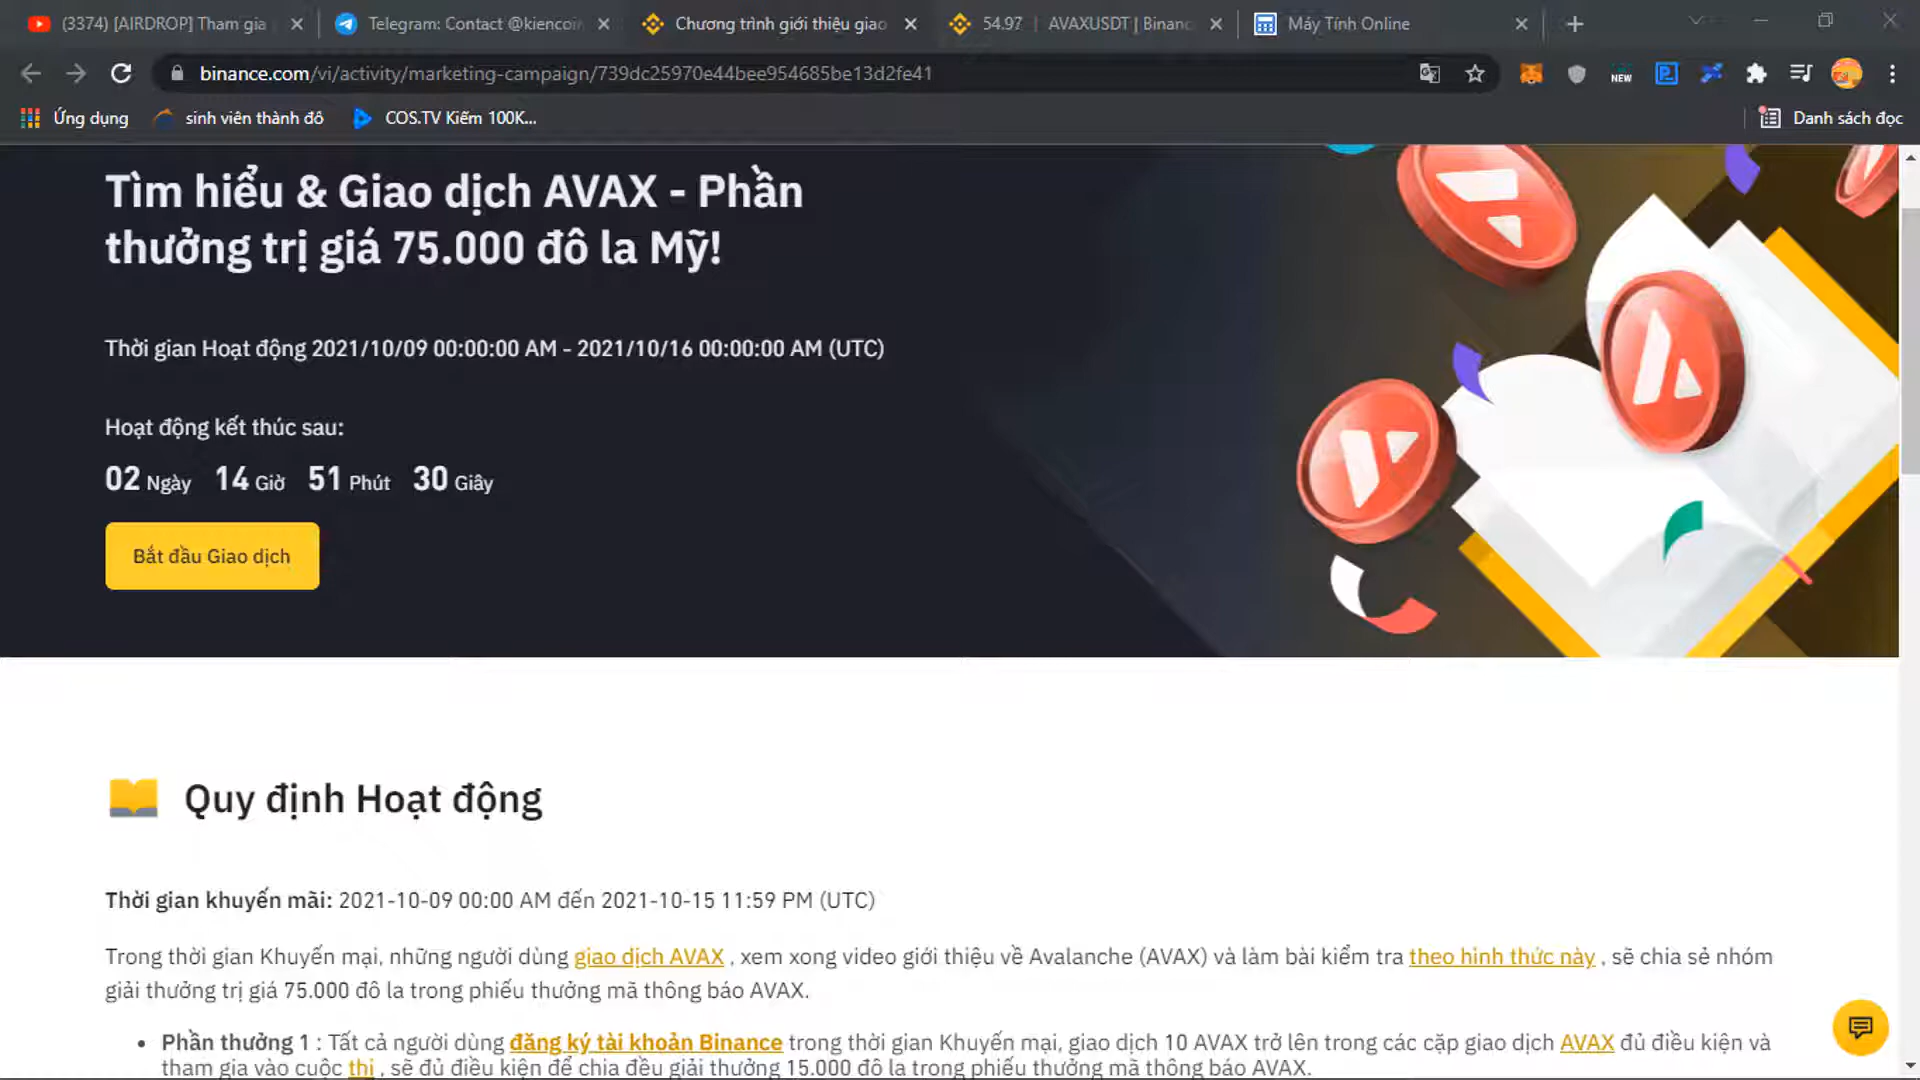 (3374) [AIRDROP] Tham gia
Telegram: Contact @kiencoin
Chương trình giới thiệu giao
54.97 | AVAXUSDT | Binanc
Máy Tính Online
binance.com/vi/activity/marketing-campaign/739dc25970e44bee954685be13d2fe41
NEW
Ứng dụng
sinh viên thành đô
COS.TV Kiếm 100K...
Danh sách đọc
Tìm hiểu & Giao dịch AVAX - Phần
thưởng trị giá 75.000 đô la Mỹ!
Thời gian Hoạt động 2021/10/09 00:00:00 AM - 2021/10/16 00:00:00 AM (UTC)
Hoạt động kết thúc sau:
02 Ngày 14 Giờ 51 Phút 30 Giây
Bắt đầu Giao dịch
Quy định Hoạt động
Thời gian khuyến mãi: 2021-10-09 00:00 AM đến 2021-10-15 11:59 PM (UTC)
Trong thời gian Khuyến mại, những người dùng giao dịch AVAX , xem xong video giới thiệu về Avalanche (AVAX) và làm bài kiểm tra theo hình thức này , sẽ chia sẻ nhóm
giải thưởng trị giá 75.000 đô la trong phiếu thưởng mã thông báo AVAX.
• Phần thưởng 1 : Tất cả người dùng đăng ký tài khoản Binance trong thời gian Khuyến mại, giao dịch 10 AVAX trở lên trong các cặp giao dịch AVAX đủ điều kiện và
tham gia vào cuộc thi , sẽ đủ điều kiện để chia đều giải thưởng 15.000 đô la trong phiếu thưởng mã thông báo AVAX.